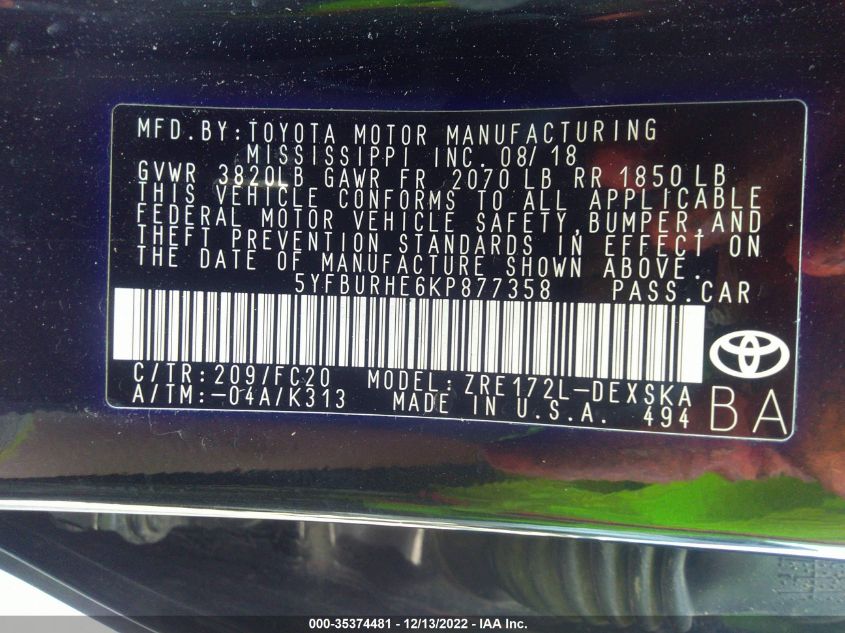 MFD.BY:TOYOTA MOTOR MANUFACTURING
MISSISSIPPI INC. 08/18
GVWR 3820LB GAWR FR 2070 LB RR 1850 LB
THIS VEHICLE CONFORMS TO ALL APPLICABLE
FEDERAL MOTOR VEHICLE SAFETY,BUMPER,AND
THEFT PREVENTION STANDARDS IN EFFECT ON
THE DATE OF MANUFACTURE SHOWN ABOVE.
5YFBURHE6KP877358 PASS.CAR
C/TR:209/FC20 MODEL:ZRE172L-DEXSKA
A/TM:-04A/K313 MADE IN U.S.A. 494 BA
000-35374481 - 12/13/2022 - IAA Inc.